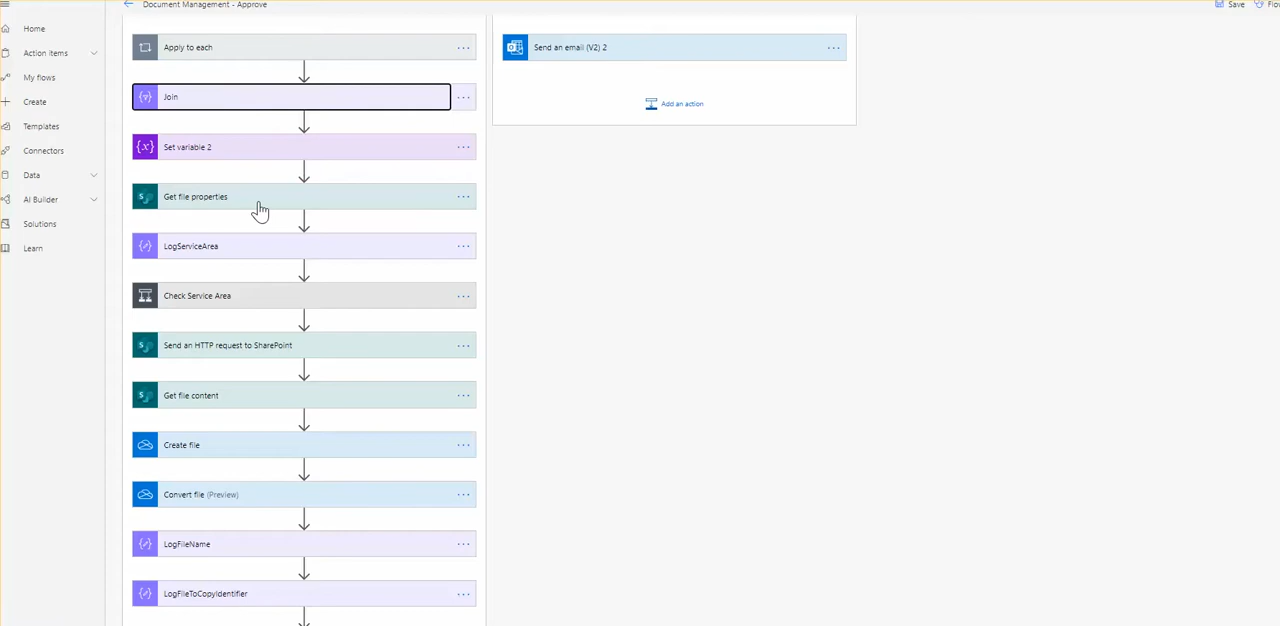 Document Management - Approve
Save
Flow
Home
Action items
My flows
Create
Templates
Connectors
Data
AI Builder
Solutions
Learn
Apply to each
Join
Set variable 2
Get file properties
LogServiceArea
Check Service Area
Send an HTTP request to SharePoint
Get file content
Create file
Convert file (Preview)
LogFileName
LogFileToCopyIdentifier
Send an email (V2) 2
Add an action